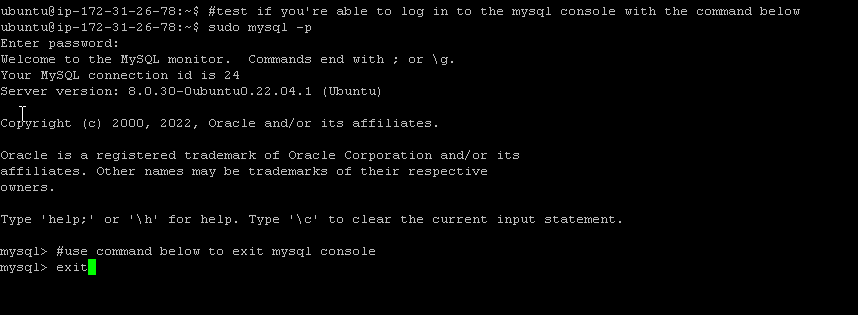 ubuntu@ip-172-31-26-78:~$ #test if you're able to log in to the mysql console with the command below
ubuntu@ip-172-31-26-78:~$ sudo mysql -p
Enter password:
Welcome to the MySQL monitor.  Commands end with ; or \g.
Your MySQL connection id is 24
Server version: 8.0.30-0ubuntu0.22.04.1 (Ubuntu)
Copyright (c) 2000, 2022, Oracle and/or its affiliates.
Oracle is a registered trademark of Oracle Corporation and/or its
affiliates. Other names may be trademarks of their respective
owners.
Type 'help;' or '\h' for help. Type '\c' to clear the current input statement.
mysql> #use command below to exit mysql console
mysql> exit